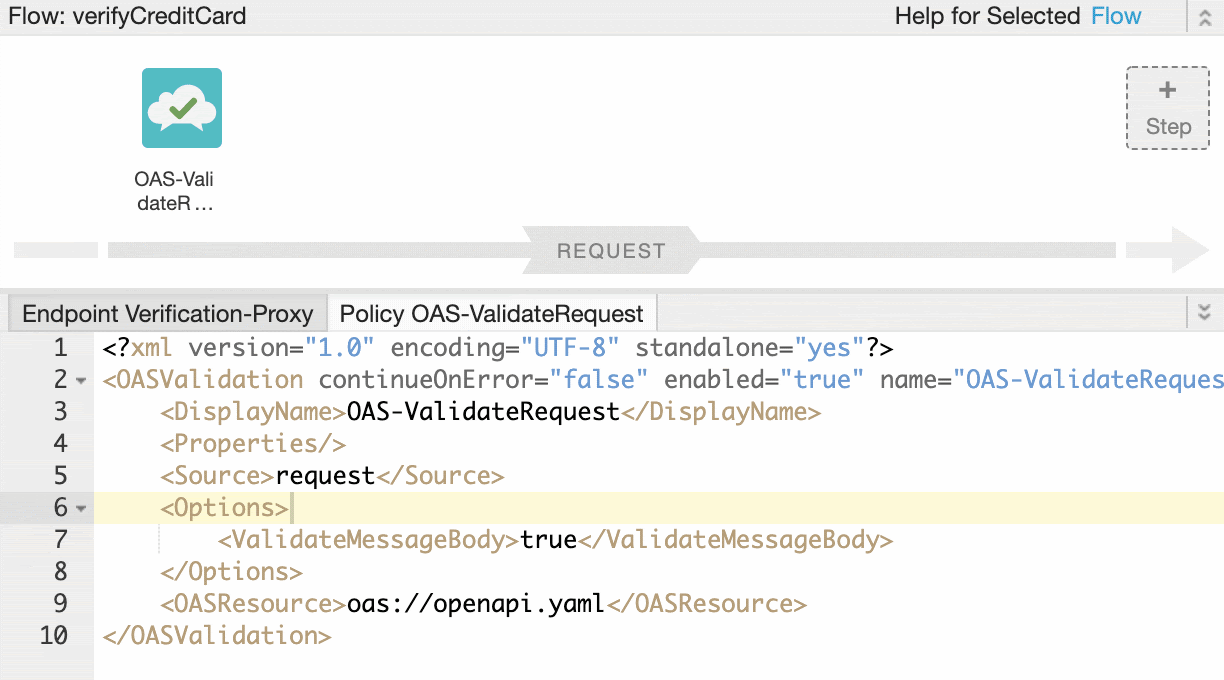 Flow: verifyCreditCard
Help for Selected Flow
+
Step
OAS-Vali
dateR...
REQUEST
Endpoint Verification-Proxy
Policy OAS-ValidateRequest
1 <?xml version="1.0" encoding="UTF-8" standalone="yes"?>
2 <OASValidation continueOnError="false" enabled="true" name="OAS-ValidateReques
3 <DisplayName>OAS-ValidateRequest</DisplayName>
4 <Properties/>
5 <Source>request</Source>
6 <Options>
7 <ValidateMessageBody>true</ValidateMessageBody>
8 </Options>
9 <OASResource>oas://openapi.yaml</OASResource>
10 </OASValidation>